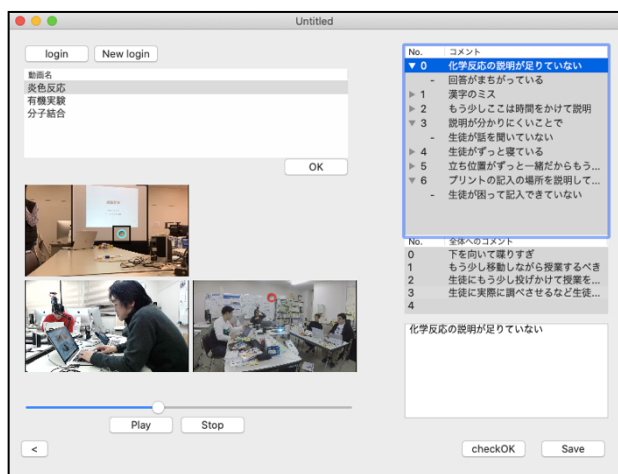 Untitled
login
New login
動画名
炎色反応
有機実験
分子結合
OK
Play
Stop
<
No. コメント
▼ 0 化学反応の説明が足りていない
- 回答がまちがっている
▶ 1 漢字のミス
▶ 2 もう少しここは時間をかけて説明
▼ 3 説明が分かりにくいことで
- 生徒が話を聞いていない
▶ 4 生徒がずっと寝ている
▶ 5 立ち位置がずっと一緒だからもう...
▼ 6 プリントの記入の場所を説明して...
- 生徒が困って記入できていない
No. 全体へのコメント
0 下を向いて喋りすぎ
1 もう少し移動しながら授業するべき
2 生徒にもう少し投げかけて授業を...
3 生徒に実際に調べさせるなど生徒...
4
化学反応の説明が足りていない
checkOK
Save